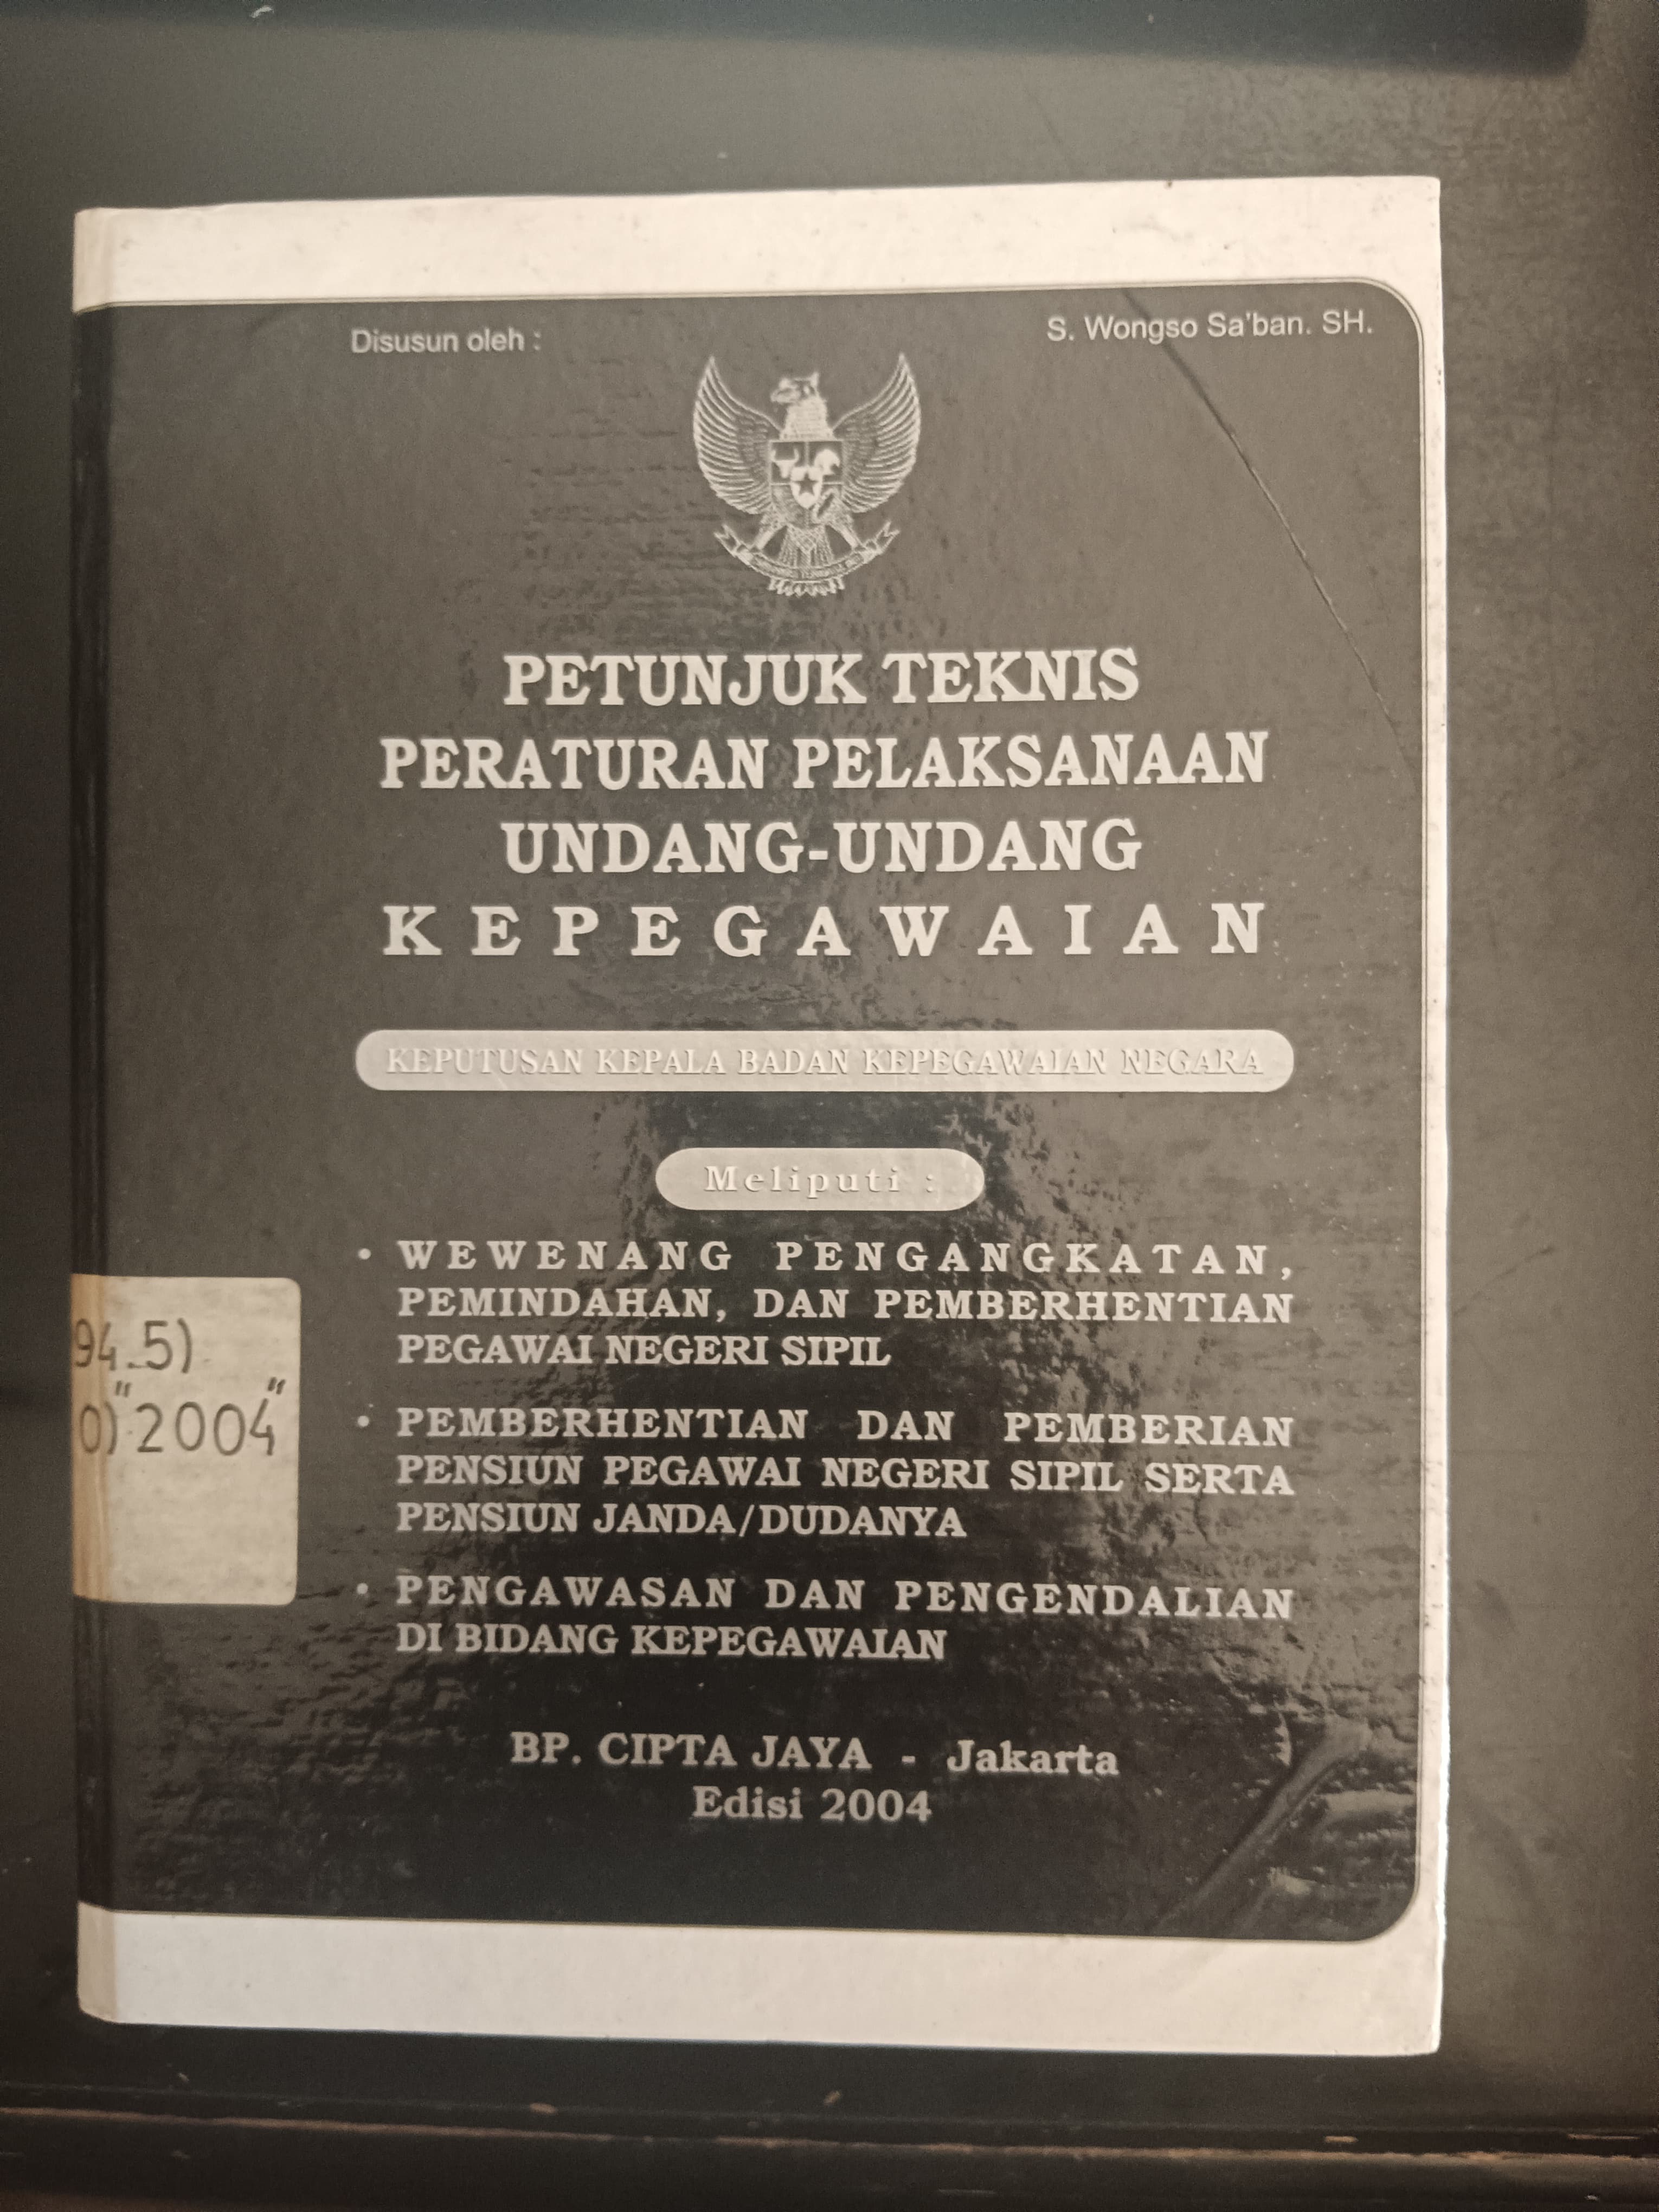 Disusun oleh :
S. Wongso Sa'ban. SH.
PETUNJUK TEKNIS
PERATURAN PELAKSANAAN
UNDANG-UNDANG
KEPEGAWAIAN
KEPUTUSAN KEPALA BADAN KEPEGAWAIAN NEGARA
Meliputi :
• WEWENANG PENGANGKATAN,
PEMINDAHAN, DAN PEMBERHENTIAN
PEGAWAI NEGERI SIPIL
• PEMBERHENTIAN DAN PEMBERIAN
PENSIUN PEGAWAI NEGERI SIPIL SERTA
PENSIUN JANDA/DUDANYA
• PENGAWASAN DAN PENGENDALIAN
DI BIDANG KEPEGAWAIAN
94.5)
0) "2004"
BP. CIPTA JAYA - Jakarta
Edisi 2004